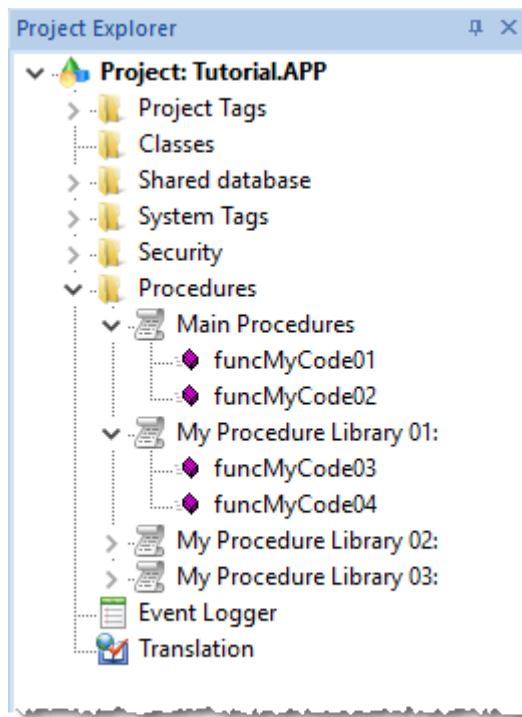 Project Explorer
Project: Tutorial.APP
Project Tags
Classes
Shared database
System Tags
Security
Procedures
Main Procedures
funcMyCode01
funcMyCode02
My Procedure Library 01:
funcMyCode03
funcMyCode04
My Procedure Library 02:
My Procedure Library 03:
Event Logger
Translation